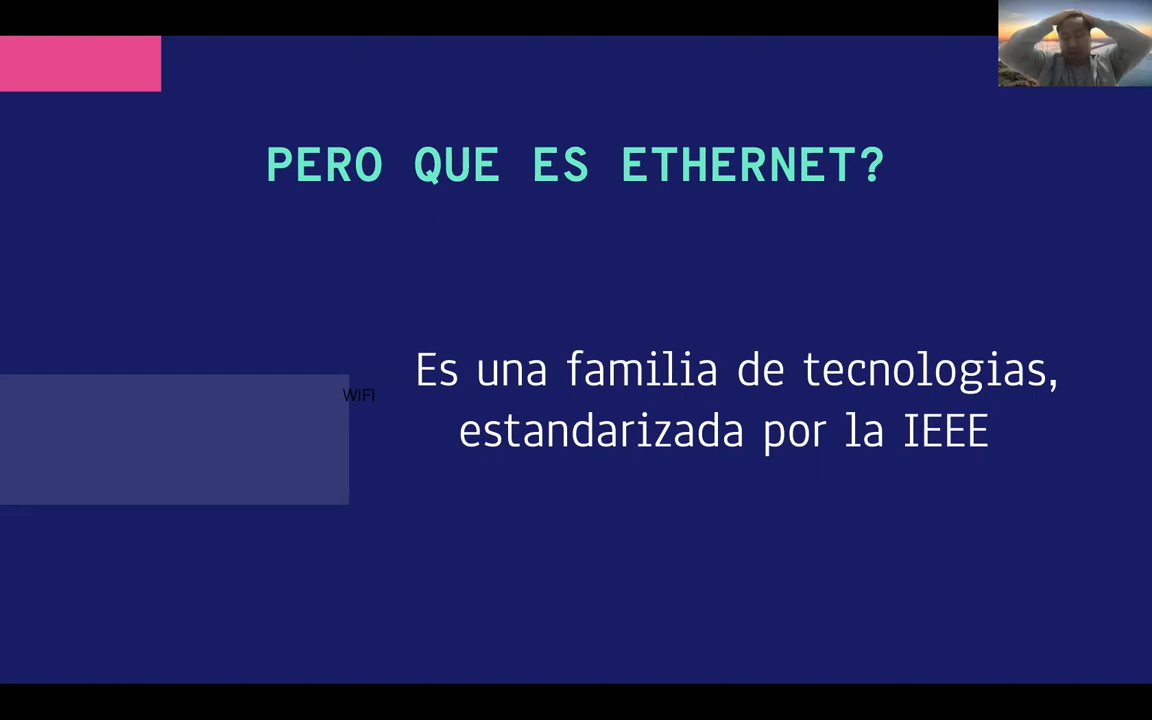 PERO QUE ES ETHERNET?
Es una familia de tecnologias,
WIFI
estandarizada por la IEEE